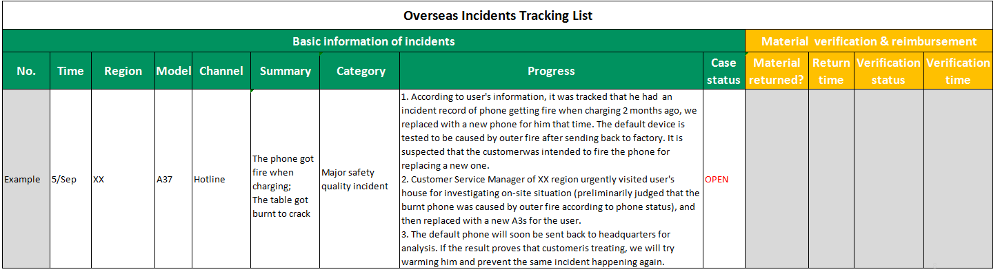 Overseas Incidents Tracking List
Basic information of incidents
Material verification & reimbursement
No.
Time
Region
Model
Channel
Summary
Category
Progress
Case
status
Material
returned?
Return
time
Verification
status
Verification
time
Example
5/Sep
XX
A37
Hotline
The phone got
fire when
charging;
The table got
burnt to crack
Major safety
quality incident
1. According to user's information, it was tracked that he had an
incident record of phone getting fire when charging 2 months ago, we
replaced with a new phone for him that time. The default device is
tested to be caused by outer fire after sending back to factory. It is
suspected that the customerwas intended to fire the phone for
replacing a new one.
2. Customer Service Manager of XX region urgently visited user's
house for investigating on-site situation (preliminarily judged that the
burnt phone was caused by outer fire according to phone status), and
then replaced with a new A3s for the user.
3. The default phone will soon be sent back to headquarters for
analysis. If the result proves that customeris treating, we will try
warming him and prevent the same incident happening again.
OPEN